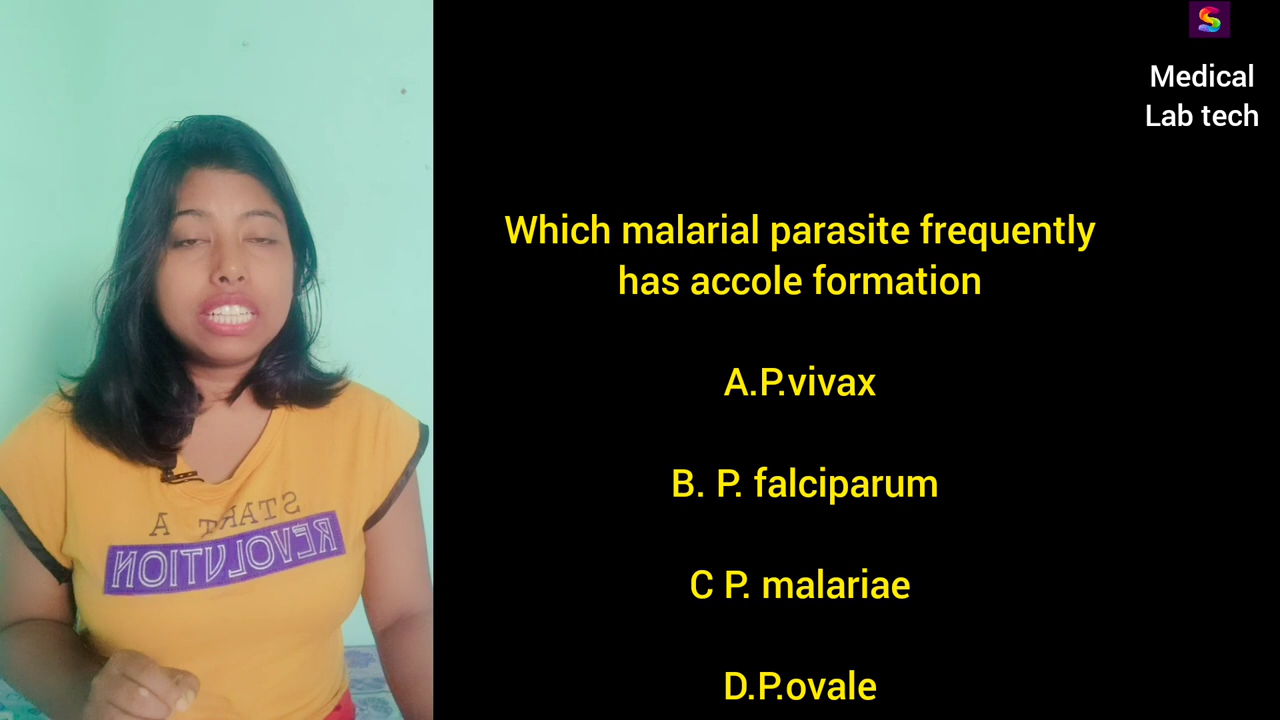 Medical
Lab tech
Which malarial parasite frequently
has accole formation
A.P.vivax
B. P. falciparum
C P. malariae
D.P.ovale
START A
REVOLUTION